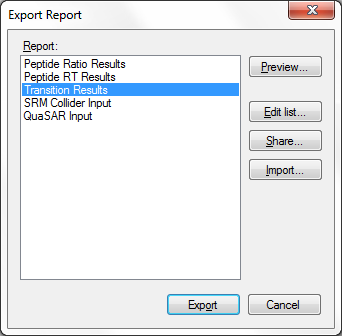 Export Report
Report:
Peptide Ratio Results
Peptide RT Results
Transition Results
SRM Collider Input
QuaSAR Input
Preview...
Edit list...
Share...
Import...
Export
Cancel